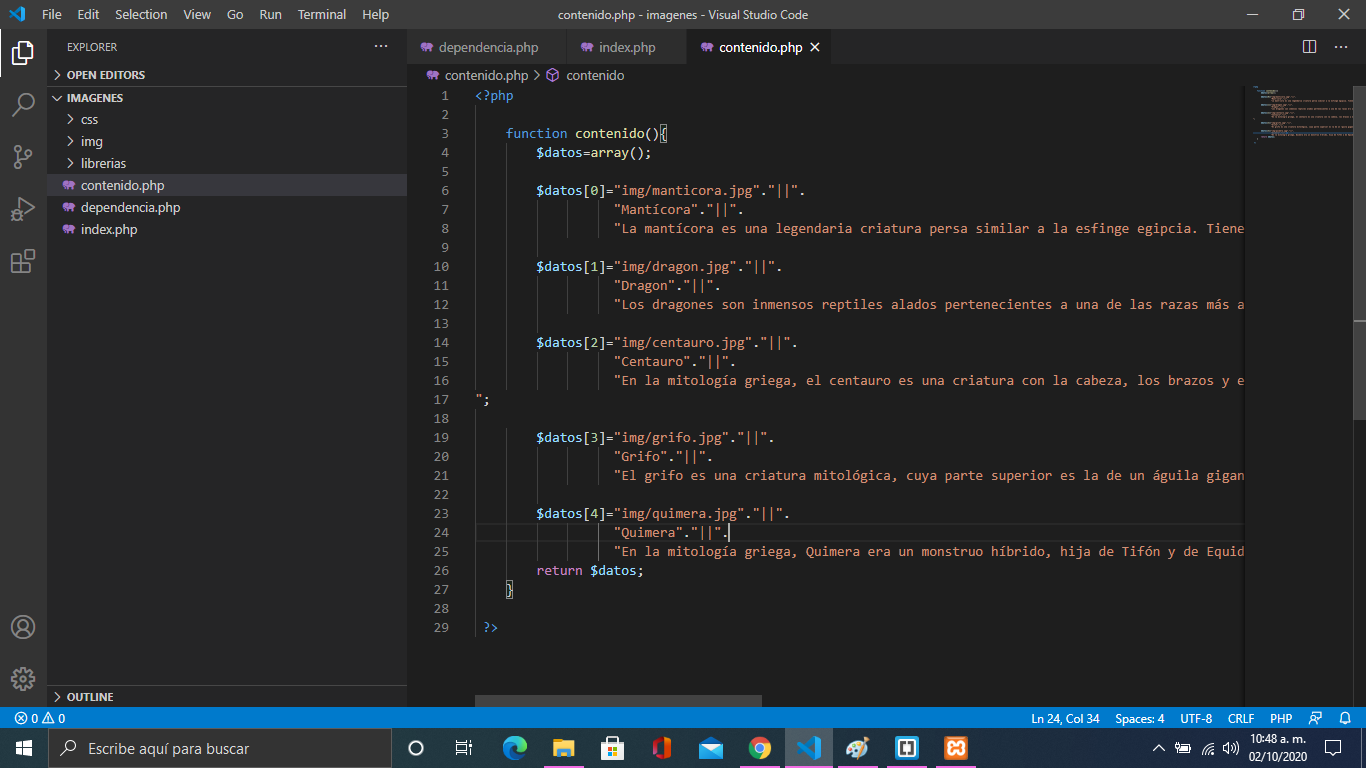 File Edit Selection View Go Run Terminal Help
contenido.php - imagenes - Visual Studio Code
EXPLORER
OPEN EDITORS
IMAGENES
css
img
librerias
contenido.php
dependencia.php
index.php
OUTLINE
dependencia.php index.php contenido.php
contenido.php > contenido
1 <?php
2
3 function contenido(){
4 $datos=array();
5
6 $datos[0]="img/manticora.jpg"."||".
7 "Mantícora"."||".
8 "La mantícora es una legendaria criatura persa similar a la esfinge egipcia. Tiene
9
10 $datos[1]="img/dragon.jpg"."||".
11 "Dragon"."||".
12 "Los dragones son inmensos reptiles alados pertenecientes a una de las razas más a
13
14 $datos[2]="img/centauro.jpg"."||".
15 "Centauro"."||".
16 "En la mitología griega, el centauro es una criatura con la cabeza, los brazos y e
17 ";
18
19 $datos[3]="img/grifo.jpg"."||".
20 "Grifo"."||".
21 "El grifo es una criatura mitológica, cuya parte superior es la de un águila gigan
22
23 $datos[4]="img/quimera.jpg"."||".
24 "Quimera"."||".
25 "En la mitología griega, Quimera era un monstruo híbrido, hija de Tifón y de Equid
26 return $datos;
27 }
28
29 ?>
0 0
Ln 24, Col 34 Spaces: 4 UTF-8 CRLF PHP
Escribe aquí para buscar
10:48 a. m.
02/10/2020